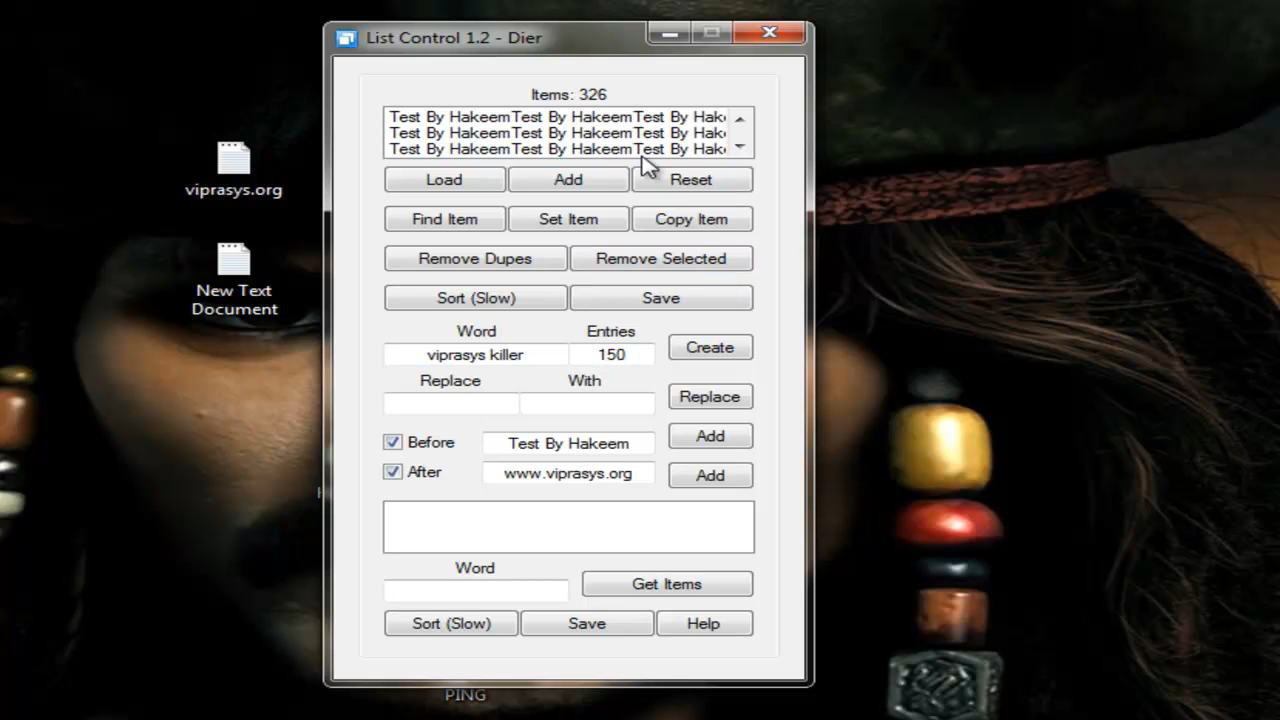 List Control 1.2 - Dier
Items: 326
Test By HakeemTest By HakeemTest By Hak
Test By HakeemTest By HakeemTest By Hak
Test By HakeemTest By HakeemTest By Hak
Load Add Reset
Find Item Set Item Copy Item
Remove Dupes Remove Selected
Sort (Slow) Save
Word Entries
viprasys killer 150 Create
Replace With
Replace
Before Test By Hakeem Add
After www.viprasys.org Add
Word
Get Items
Sort (Slow) Save Help
viprasys.org
New Text
Document
PING